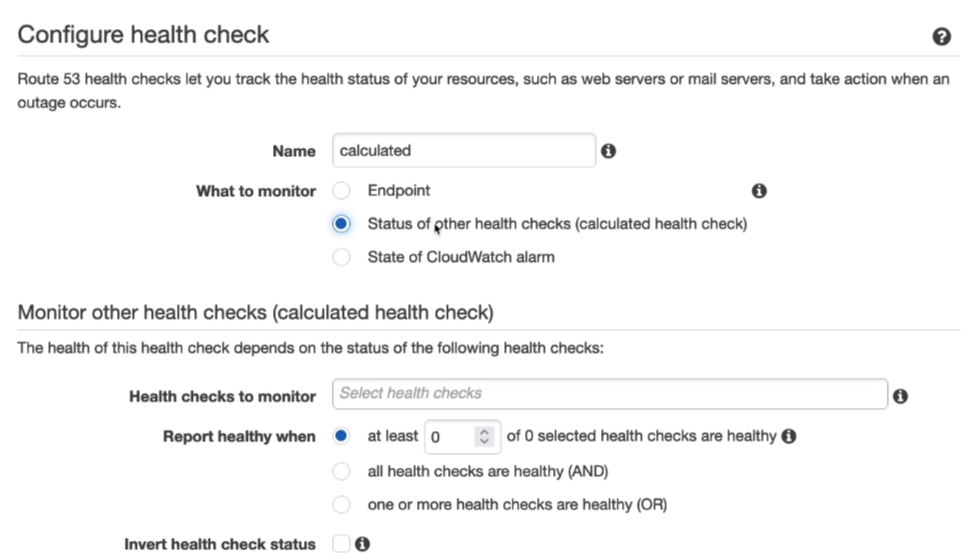 Configure health check
Route 53 health checks let you track the health status of your resources, such as web servers or mail servers, and take action when an
outage occurs.
Name calculated
What to monitor Endpoint
Status of other health checks (calculated health check)
State of CloudWatch alarm
Monitor other health checks (calculated health check)
The health of this health check depends on the status of the following health checks:
Health checks to monitor Select health checks
Report healthy when at least 0 of 0 selected health checks are healthy
all health checks are healthy (AND)
one or more health checks are healthy (OR)
Invert health check status